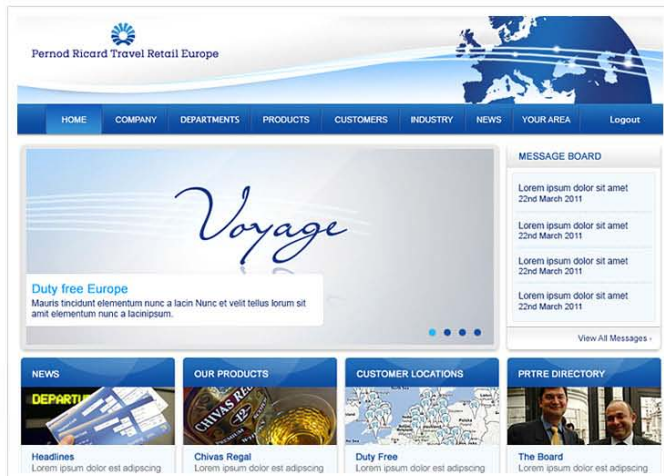 Pernod Ricard Travel Retail Europe
HOME COMPANY DEPARTMENTS PRODUCTS CUSTOMERS INDUSTRY NEWS YOUR AREA Logout
Voyage
Duty free Europe
Mauris tincidunt elementum nunc a lacin Nunc et velit tellus lorum sit
amit elementum nunc a lacinipsum.
MESSAGE BOARD
Lorem ipsum dolor sit amet
22nd March 2011
Lorem ipsum dolor sit amet
22nd March 2011
Lorem ipsum dolor sit amet
22nd March 2011
Lorem ipsum dolor sit amet
22nd March 2011
View All Messages ›
NEWS
DEPARTU
Headlines
Lorem ipsum dolor est adipscing
OUR PRODUCTS
CHIVAS REG
12
PREMIUM
Chivas Regal
Lorem ipsum dolor est adipscing
CUSTOMER LOCATIONS
Duty Free
Lorem ipsum dolor est adipscing
PRTRE DIRECTORY
The Board
Lorem ipsum dolor est adipscing